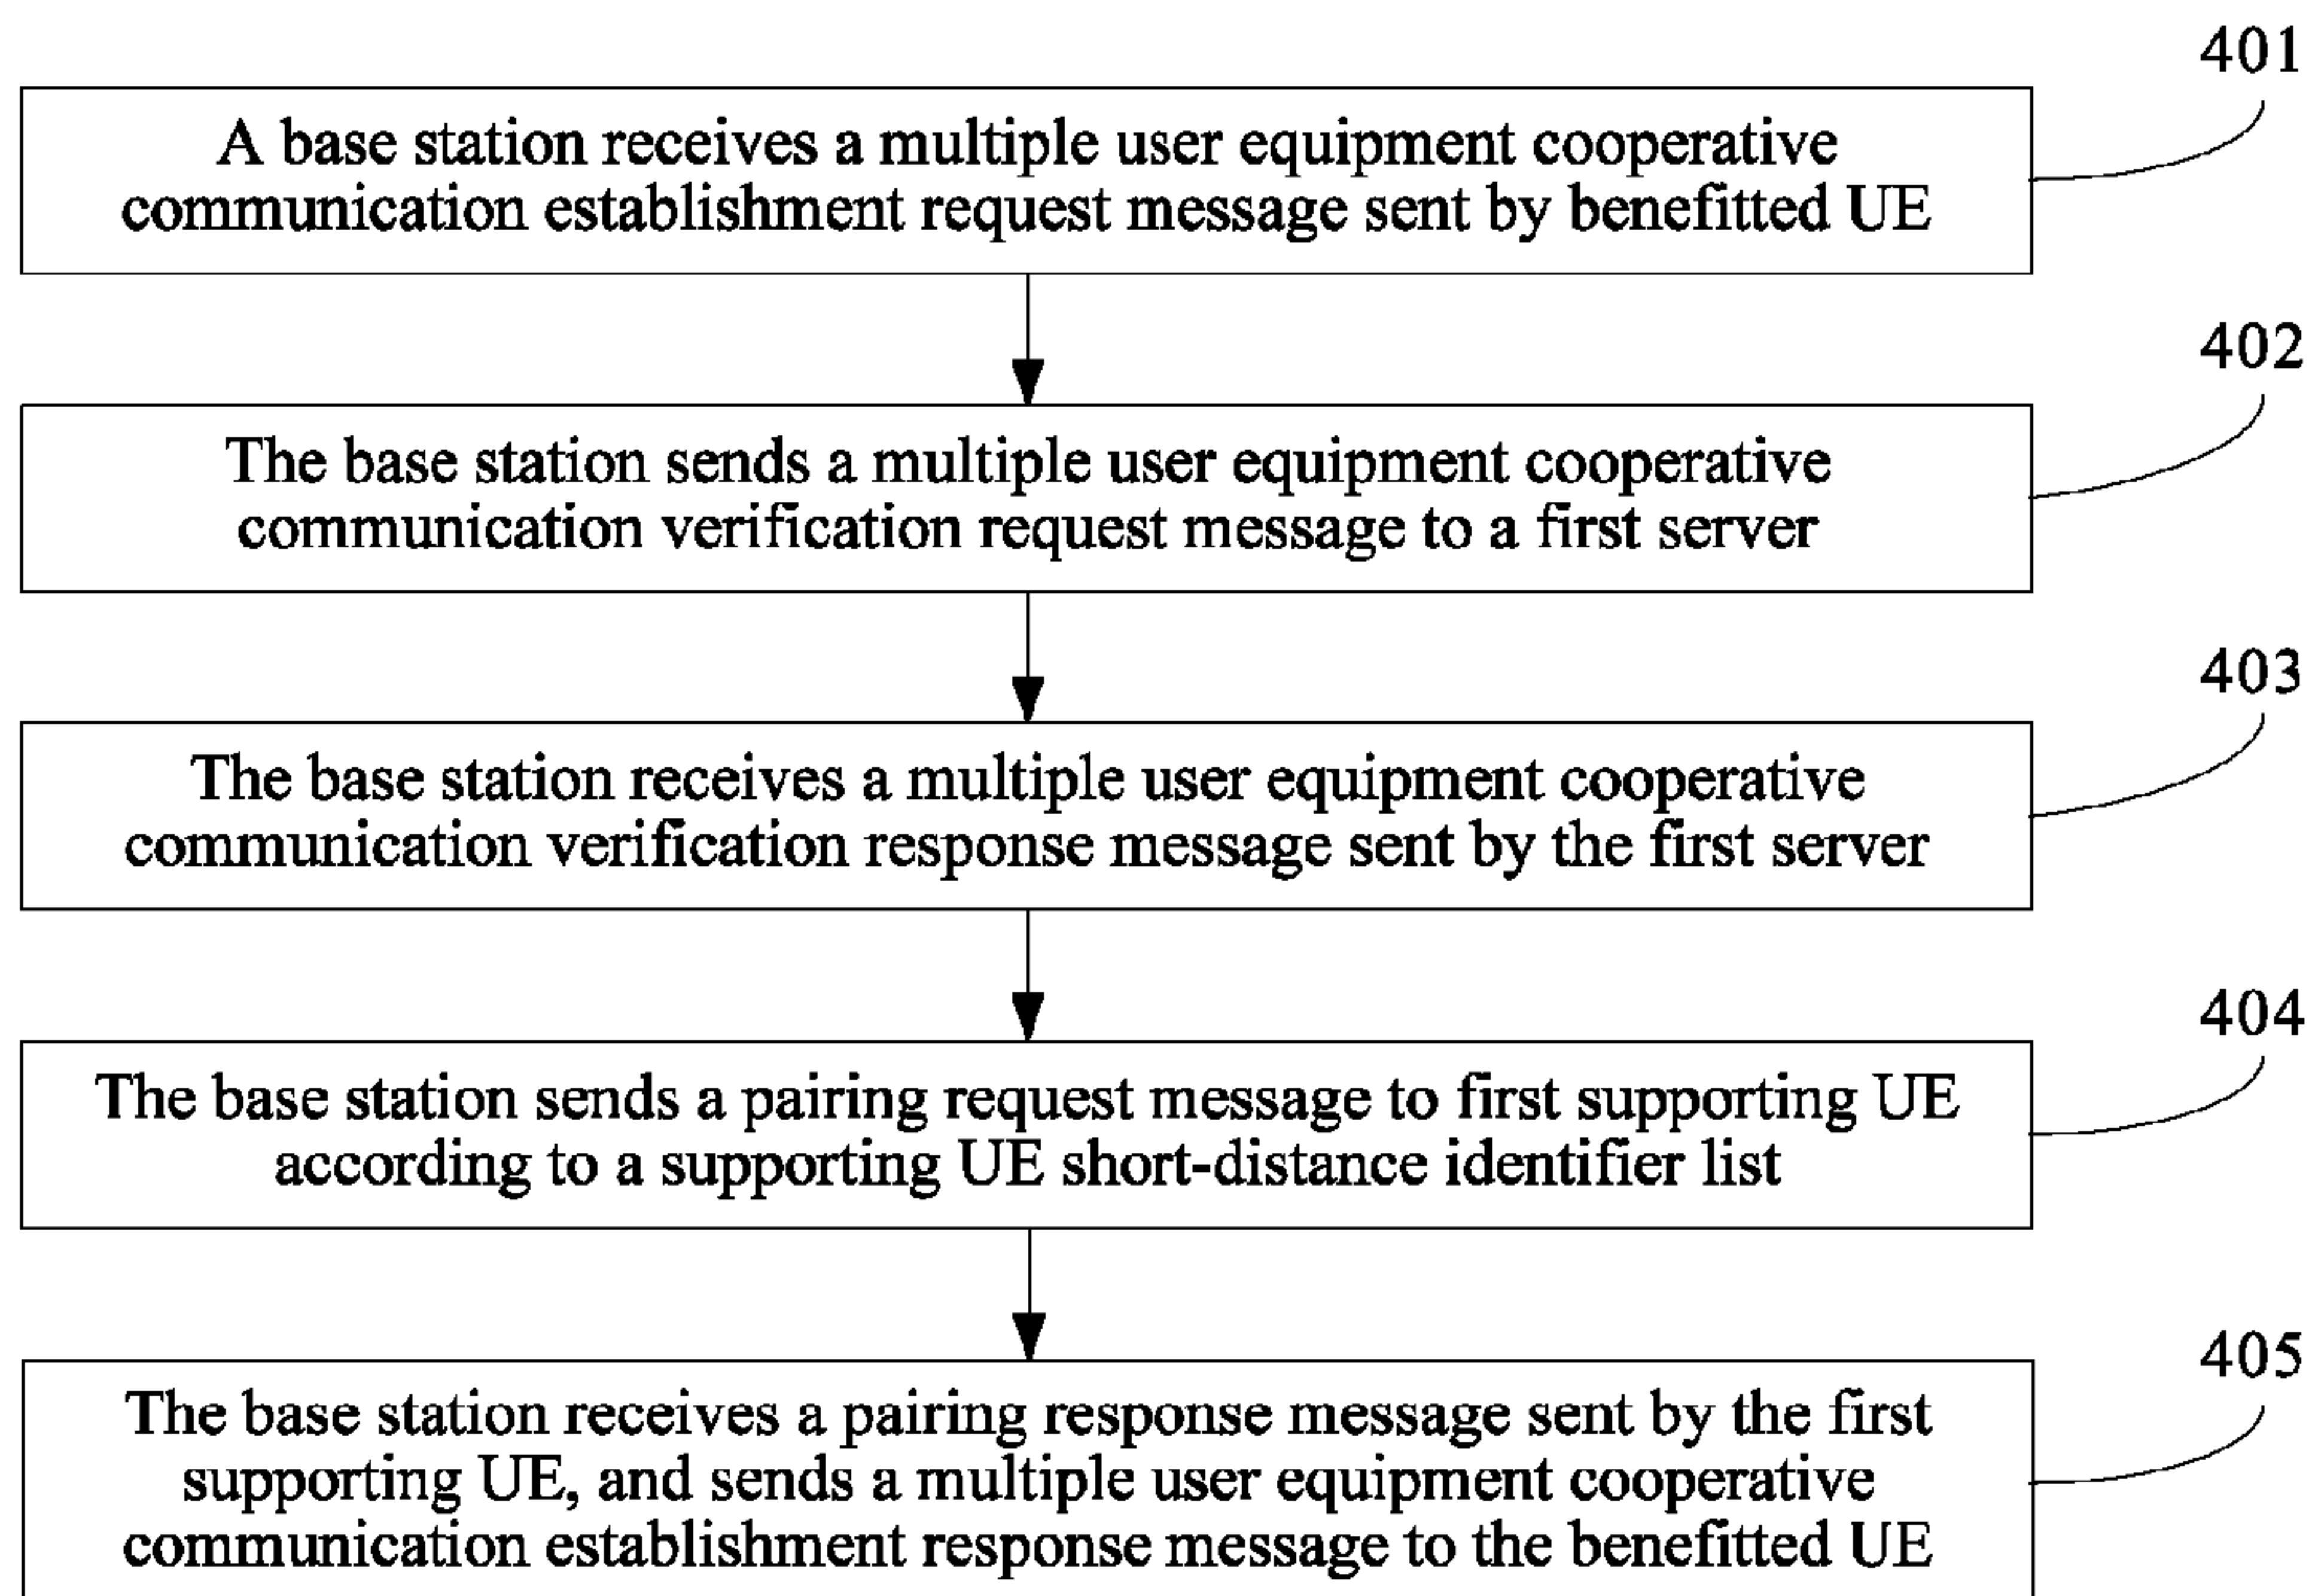 401
A base station receives a multiple user equipment cooperative
communication establishment request message sent by benefitted UE
402
The base station sends a multiple user equipment cooperative
communication verification request message to a first server
403
The base station receives a multiple user equipment cooperative
communication verification response message sent by the first server
404
The base station sends a pairing request message to first supporting UE
according to a supporting UE short-distance identifier list
405
The base station receives a pairing response message sent by the first
supporting UE, and sends a multiple user equipment cooperative
communication establishment response message to the benefitted UE